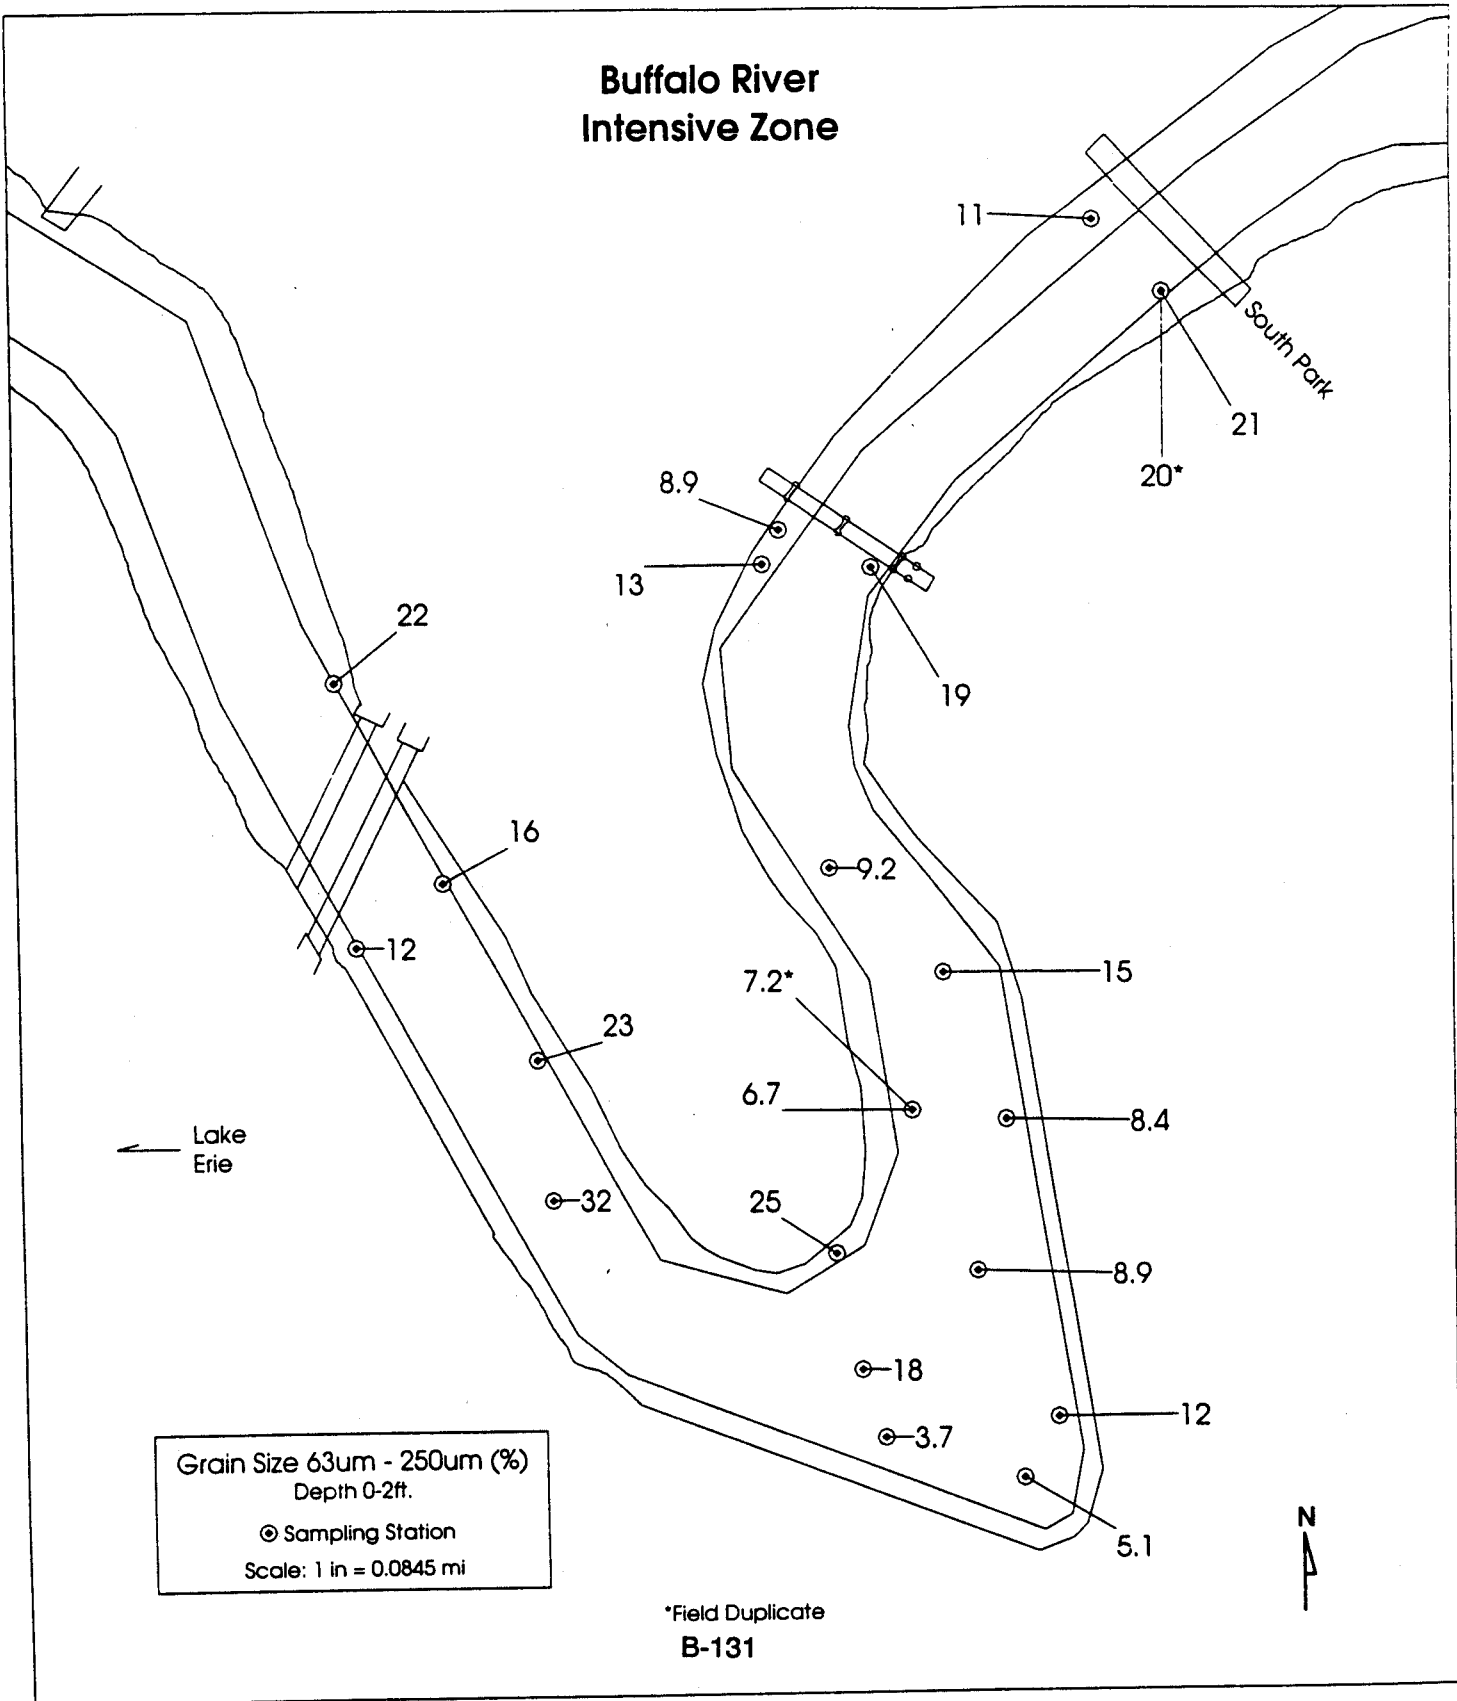 Buffalo River
Intensive Zone
11
South Park
21
20*
8.9
13
19
22
16
9.2
12
15
7.2*
23
6.7
8.4
Lake
Erie
32
25
8.9
18
12
3.7
5.1
Grain Size 63um - 250um (%)
Depth 0-2ft.
Sampling Station
Scale: 1 in = 0.0845 mi
N
*Field Duplicate
B-131